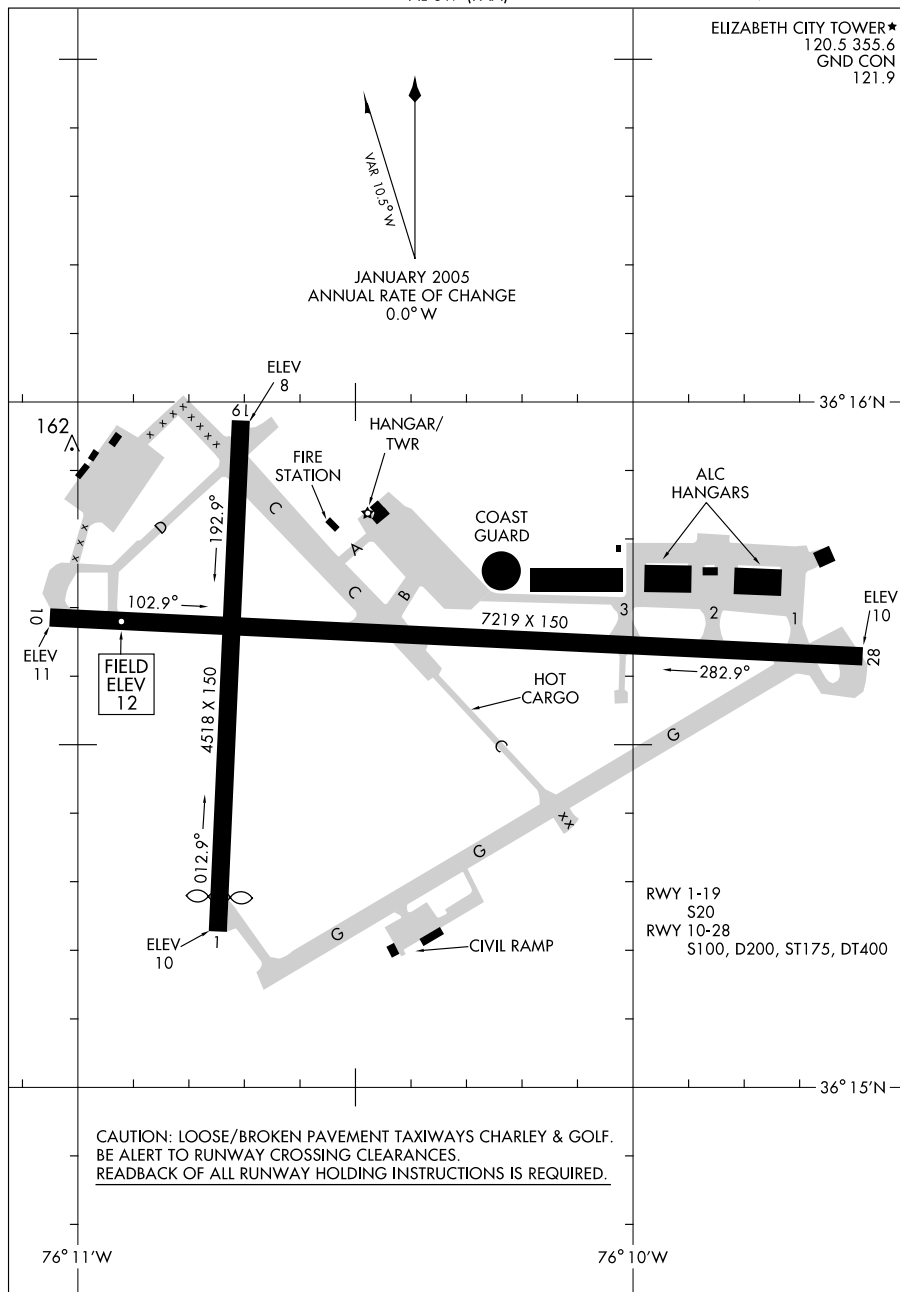 ELIZABETH CITY TOWER★
120.5 355.6
GND CON
121.9
VAR 10.5° W
JANUARY 2005
ANNUAL RATE OF CHANGE
0.0° W
ELEV
8
36° 16'N
19
162
HANGAR/
TWR
FIRE
STATION
ALC
HANGARS
COAST
GUARD
C
D
192.9°
A
C
B
102.9°
7219 X 150
3
2
1
ELEV
10
10
28
ELEV
11
FIELD
ELEV
12
282.9°
HOT
CARGO
4518 X 150
C
G
G
012.9°
RWY 1-19
S20
RWY 10-28
S100, D200, ST175, DT400
G
ELEV
10
1
CIVIL RAMP
36° 15'N
CAUTION: LOOSE/BROKEN PAVEMENT TAXIWAYS CHARLEY & GOLF.
BE ALERT TO RUNWAY CROSSING CLEARANCES.
READBACK OF ALL RUNWAY HOLDING INSTRUCTIONS IS REQUIRED.
76° 11'W
76° 10'W